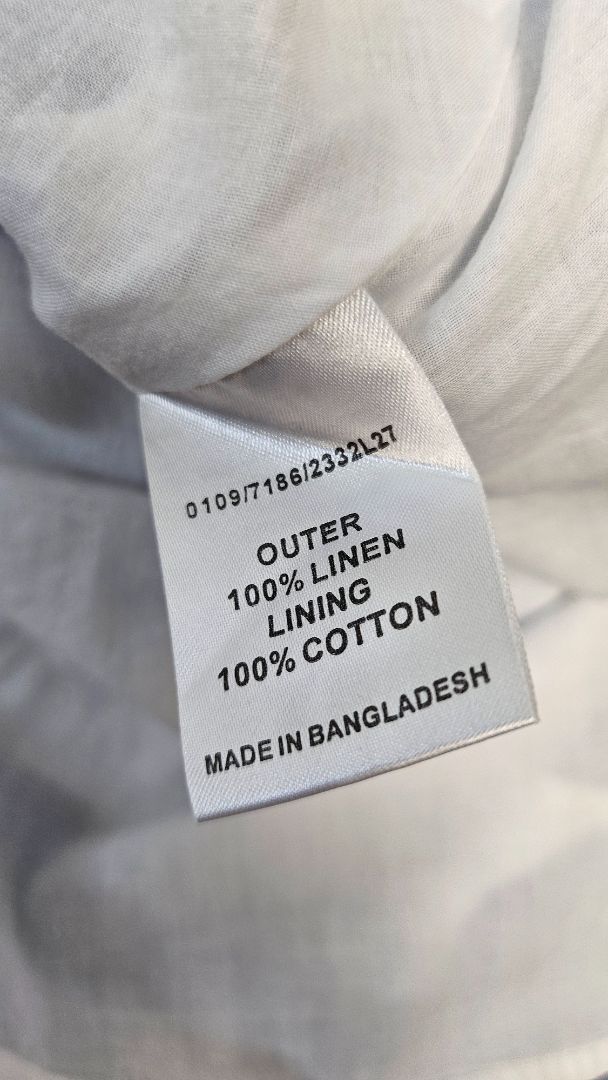 0109/7186/2332L27
OUTER
100% LINEN
LINING
100% COTTON
MADE IN BANGLADESH